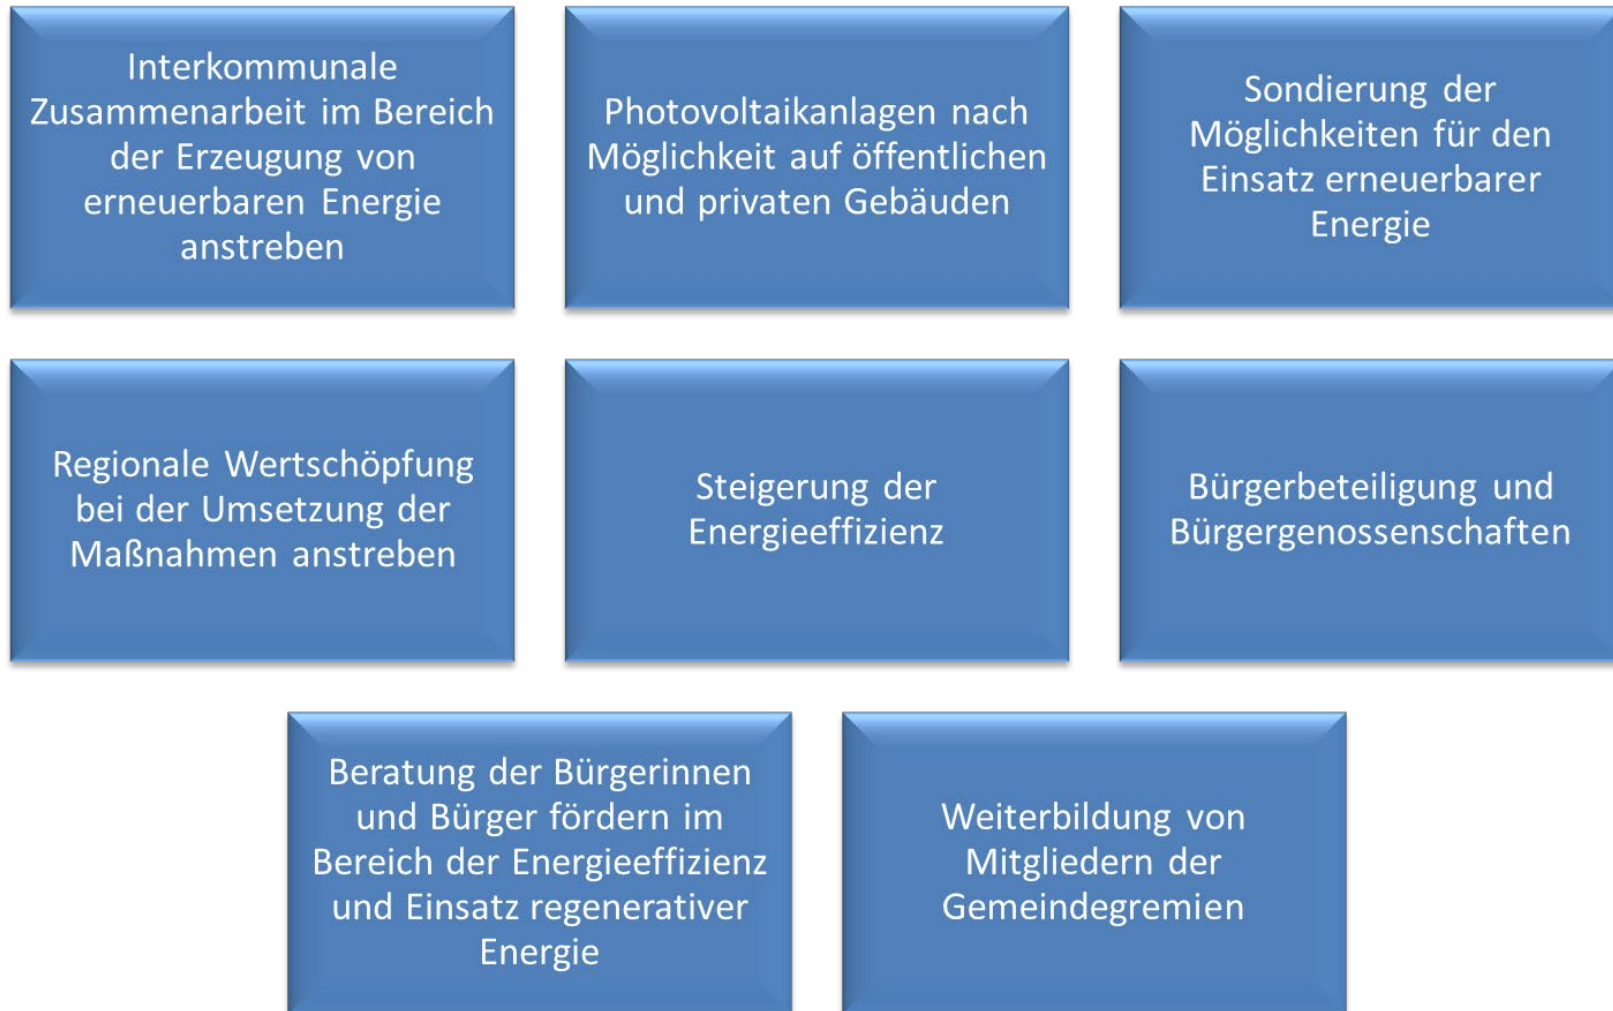 Interkommunale
Zusammenarbeit im Bereich
der Erzeugung von
erneuerbaren Energie
anstreben
Photovoltaikanlagen nach
Möglichkeit auf öffentlichen
und privaten Gebäuden
Sondierung der
Möglichkeiten für den
Einsatz erneuerbarer
Energie
Regionale Wertschöpfung
bei der Umsetzung der
Maßnahmen anstreben
Steigerung der
Energieeffizienz
Bürgerbeteiligung und
Bürgergenossenschaften
Beratung der Bürgerinnen
und Bürger fördern im
Bereich der Energieeffizienz
und Einsatz regenerativer
Energie
Weiterbildung von
Mitgliedern der
Gemeindegremien